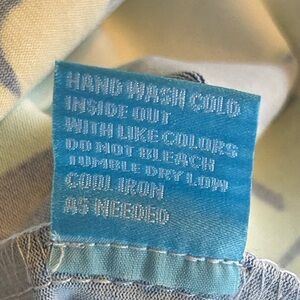 HAND WASH COLD
INSIDE OUT
WITH LIKE COLORS
DO NOT BLEACH
TUMBLE DRY LOW
COOL IRON
AS NEEDED